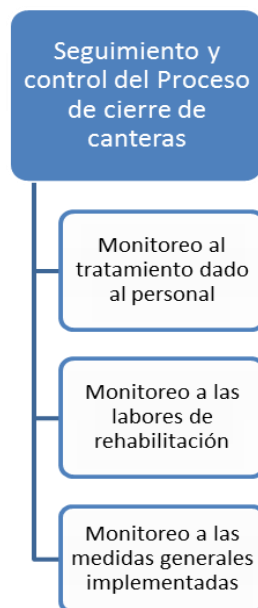 Seguimiento y
control del Proceso
de cierre de
canteras
Monitoreo al
tratamiento dado
al personal
Monitoreo a las
labores de
rehabilitación
Monitoreo a las
medidas generales
implementadas